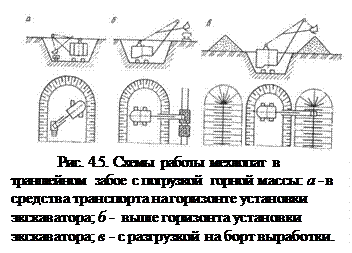 а б в
Рис. 4.5. Схемы работы мехлопат в
траншейном забое с погрузкой горной массы: а - в
средства транспорта на горизонте установки
экскаватора; б - выше горизонта установки
экскаватора; в - с разгрузкой на борт выработки.